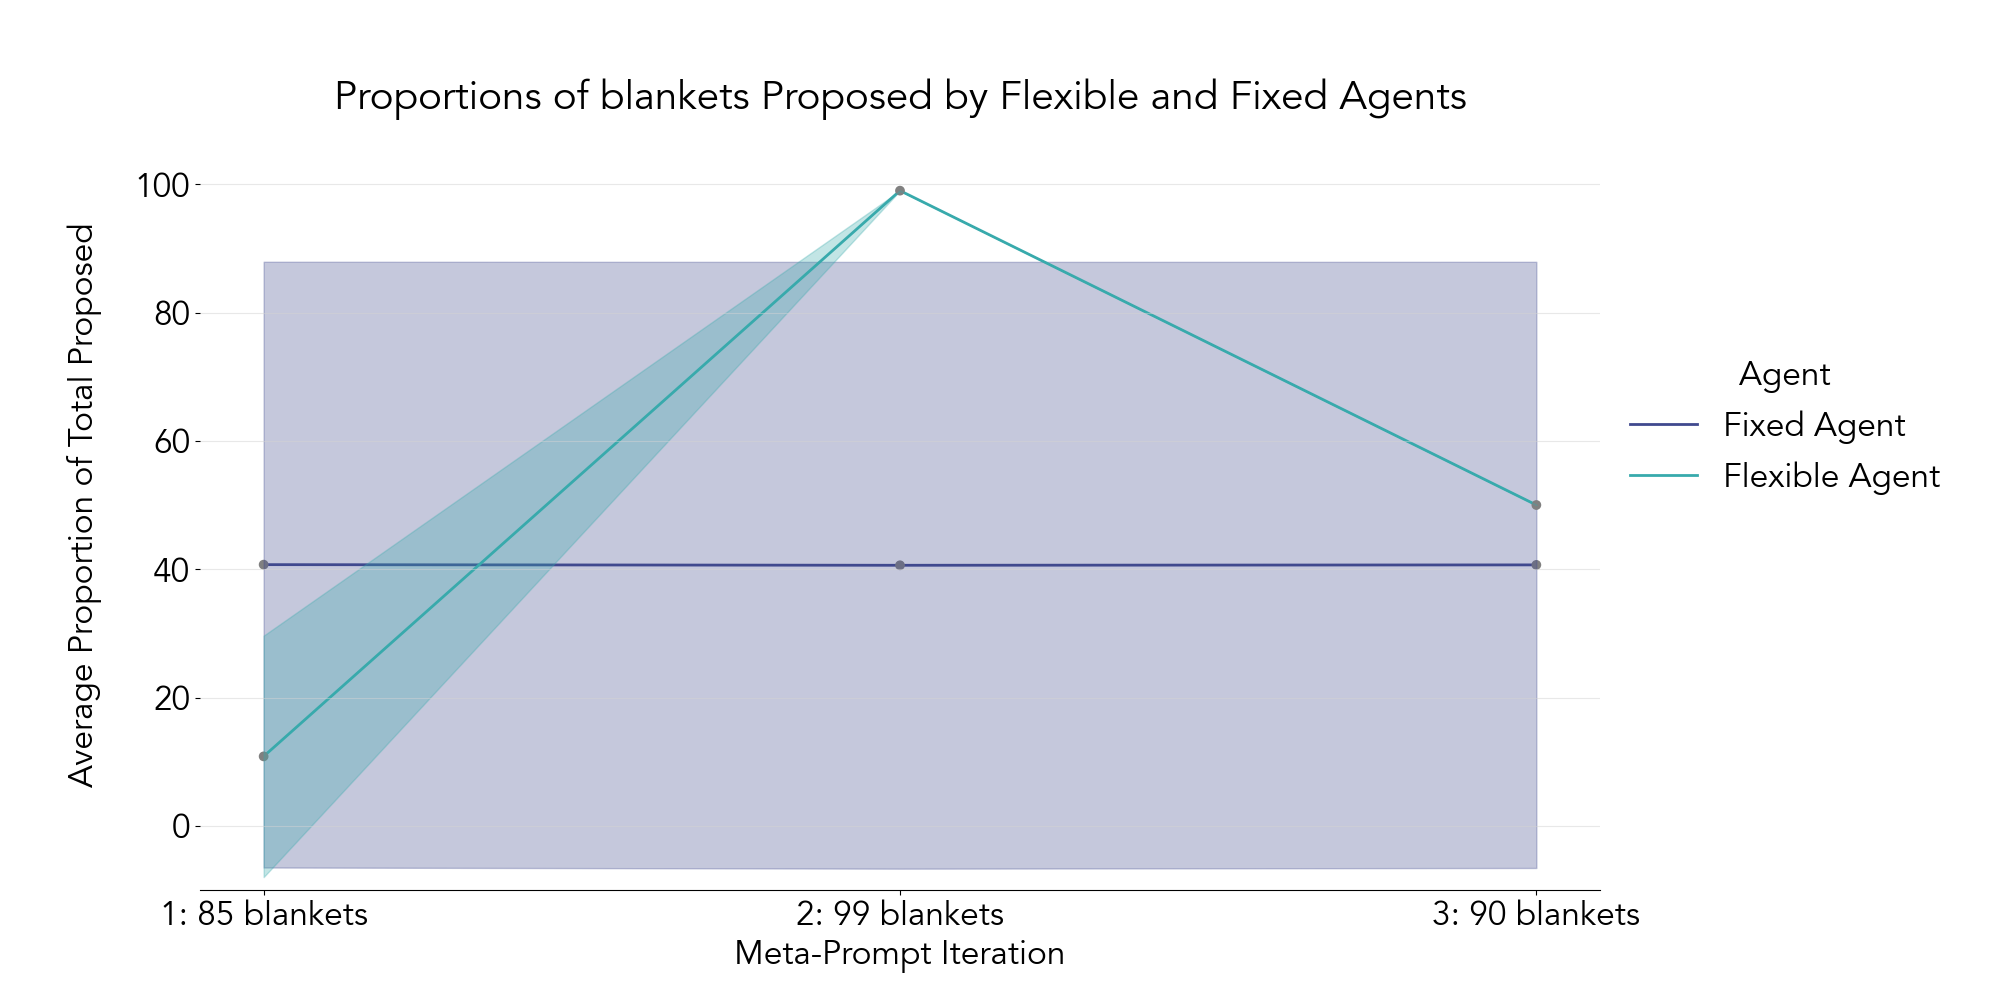 Proportions of blankets Proposed by Flexible and Fixed Agents
Average Proportion of Total Proposed
100
80
60
40
20
0
1: 85 blankets
2: 99 blankets
3: 90 blankets
Meta-Prompt Iteration
Agent
Fixed Agent
Flexible Agent